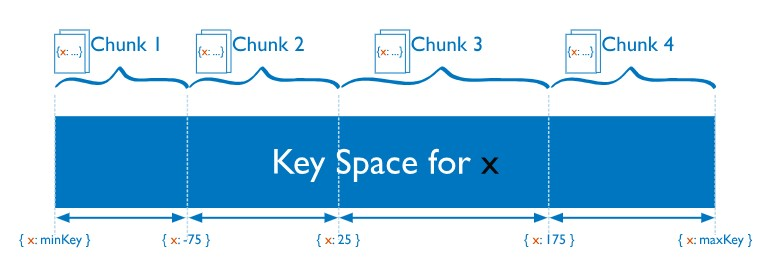 {x: ...} Chunk 1
{x: ...} Chunk 2
{x: ...} Chunk 3
{x: ...} Chunk 4
Key Space for x
{ x: minKey }
{ x: -75 }
{ x: 25 }
{ x: 175 }
{ x: maxKey }